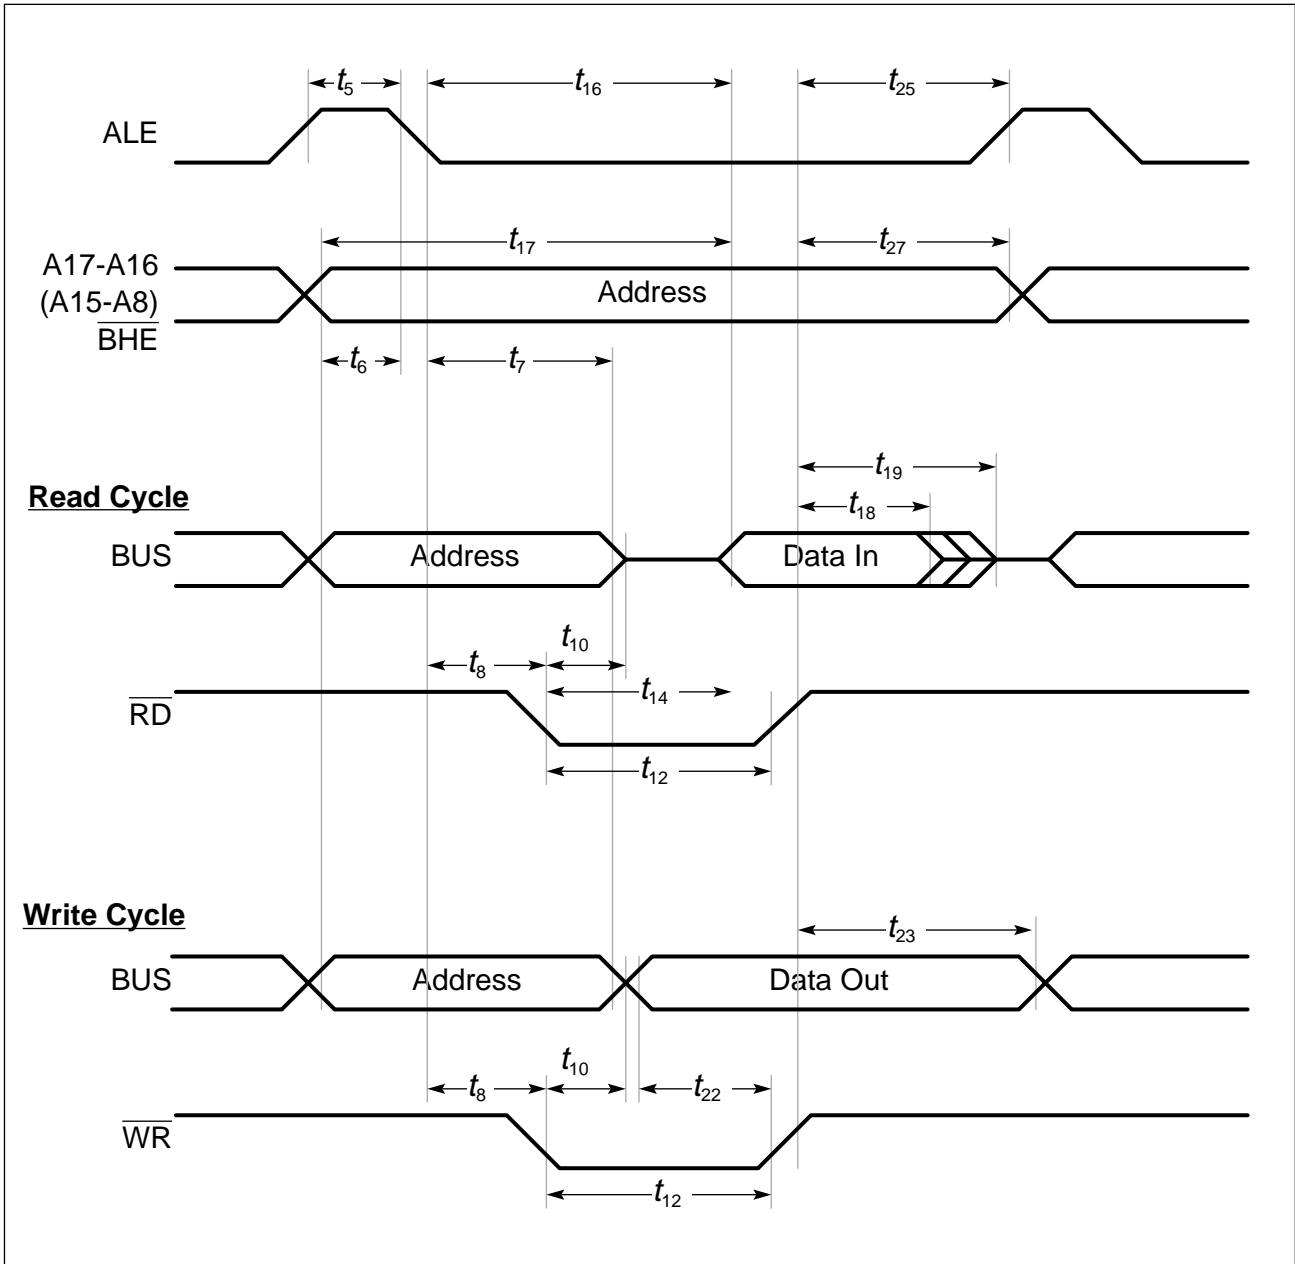 t5
t16
t25
ALE
t17
t27
A17-A16
(A15-A8)
BHE
Address
t6
t7
t19
t18
Read Cycle
BUS
Address
Data In
t10
t8
t14
RD
t12
Write Cycle
t23
BUS
Address
Data Out
t10
t8
t22
WR
t12